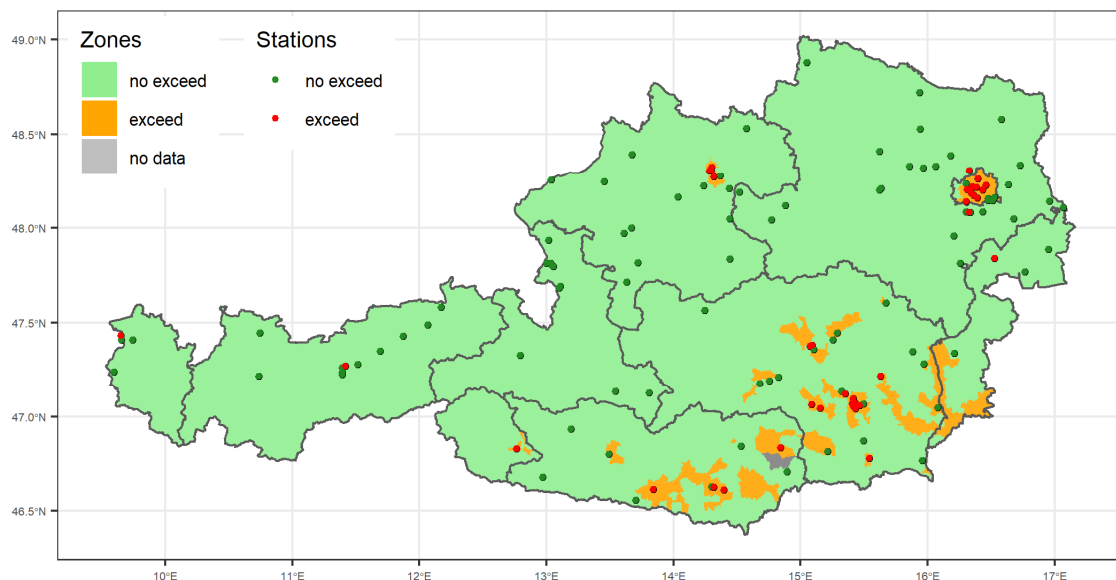 Zones
no exceed
exceed
no data
Stations
no exceed
exceed
49.0°N
48.5°N
48.0°N
47.5°N
47.0°N
46.5°N
10°E 11°E 12°E 13°E 14°E 15°E 16°E 17°E